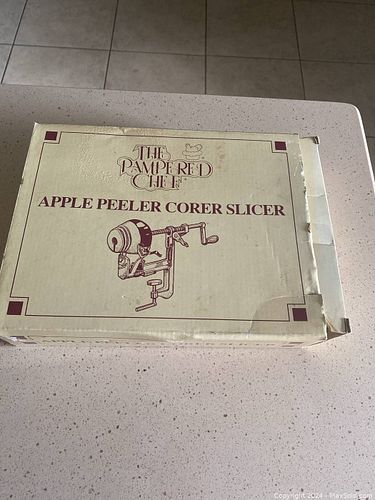 THE
PAMPERED
CHEF
APPLE PEELER CORER SLICER
Copyright 2024 - MaxSold.com